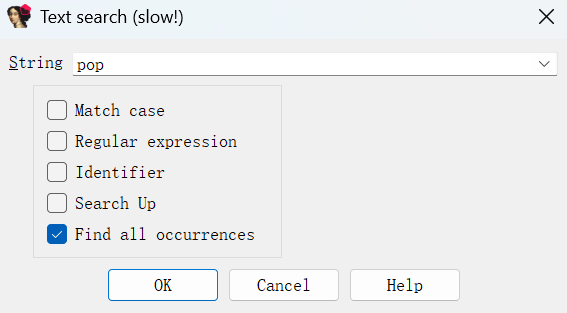 Text search (slow!)
String pop
Match case
Regular expression
Identifier
Search Up
Find all occurrences
OK Cancel Help